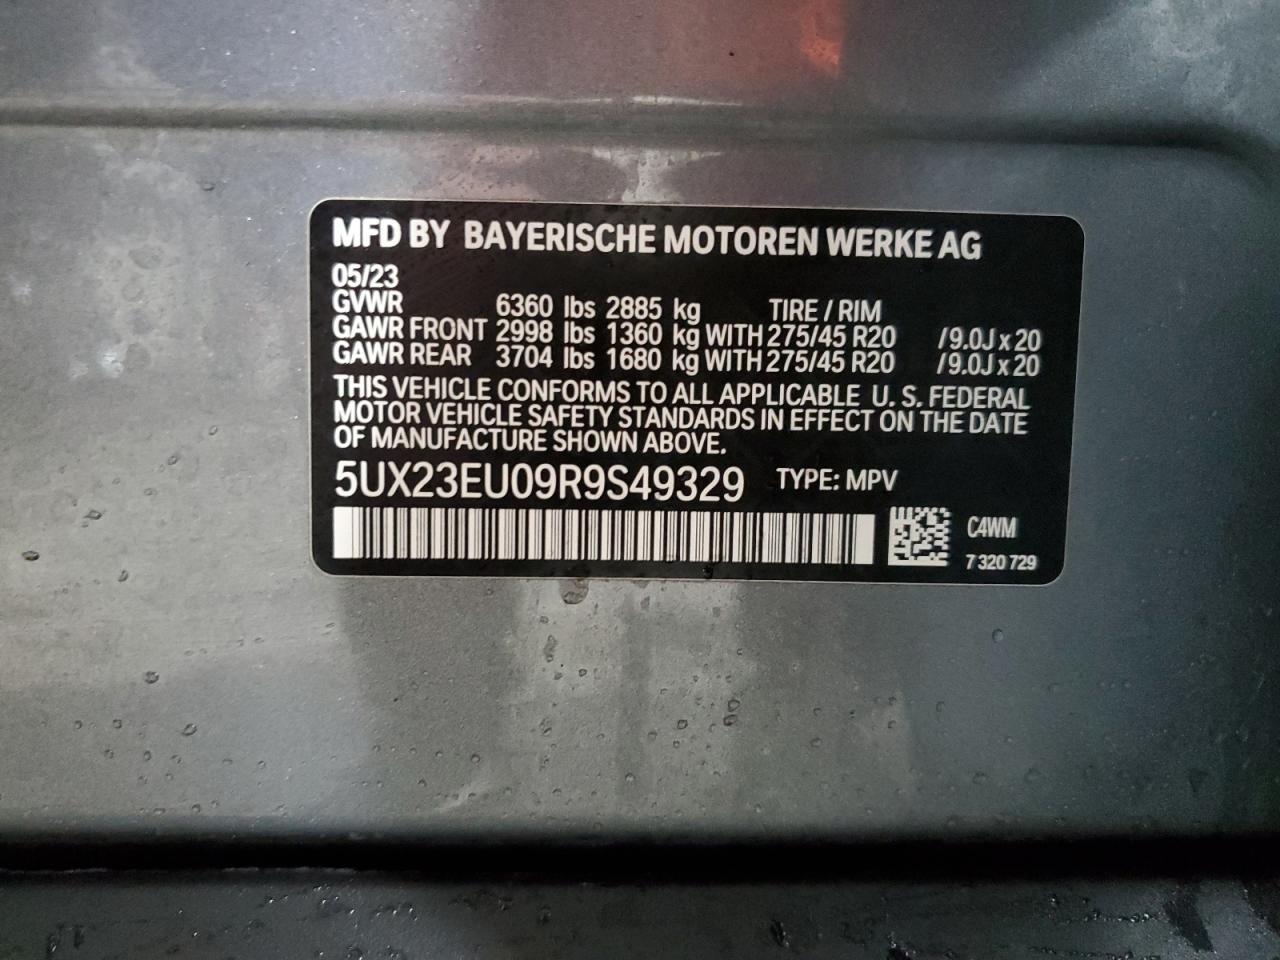 MFD BY BAYERISCHE MOTOREN WERKE AG
05/23
GVWR 6360 lbs 2885 kg TIRE / RIM
GAWR FRONT 2998 lbs 1360 kg WITH 275/45 R20 /9.0J x 20
GAWR REAR 3704 lbs 1680 kg WITH 275/45 R20 /9.0J x 20
THIS VEHICLE CONFORMS TO ALL APPLICABLE U. S. FEDERAL
MOTOR VEHICLE SAFETY STANDARDS IN EFFECT ON THE DATE
OF MANUFACTURE SHOWN ABOVE.
5UX23EU09R9S49329 TYPE: MPV
C4WM
7 320 729